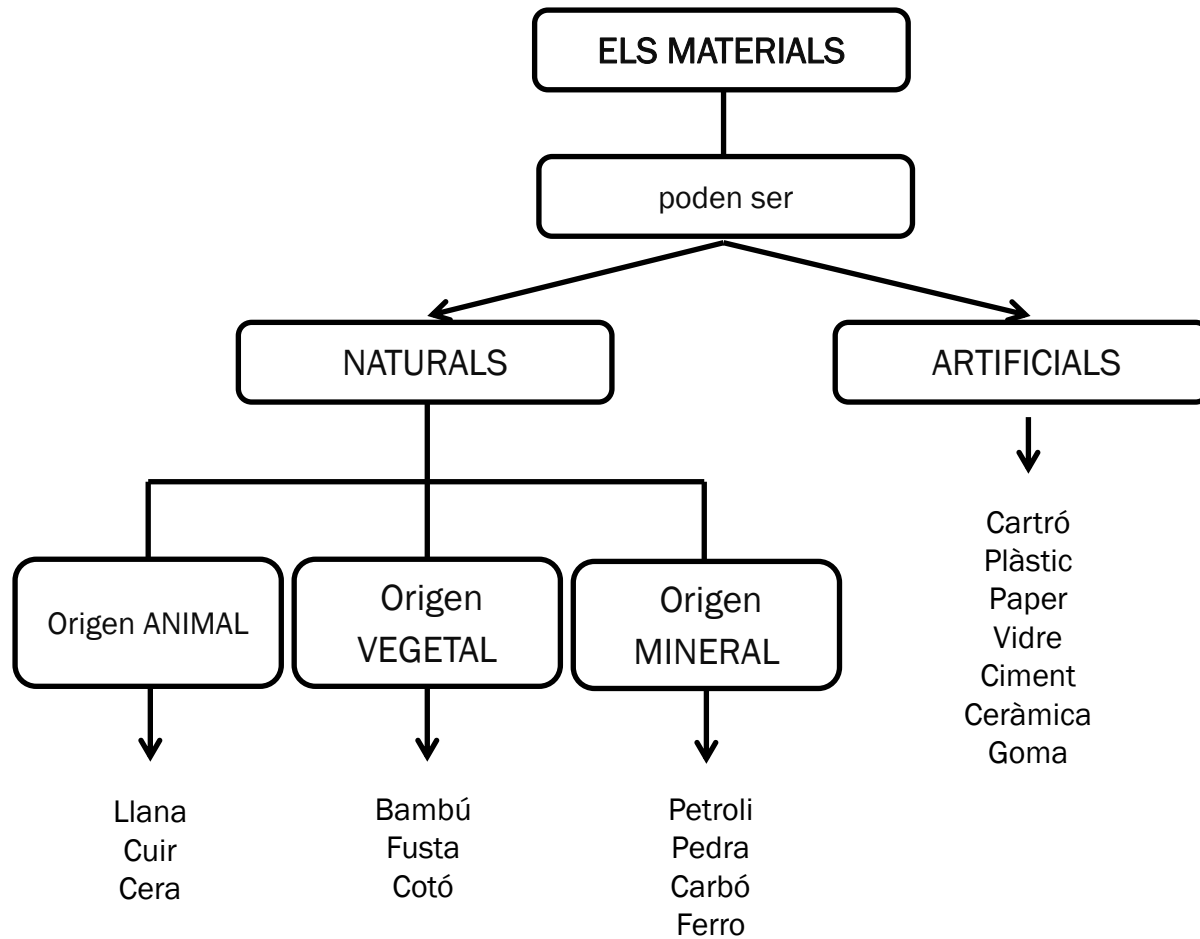 ELS MATERIALS
poden ser
NATURALS
ARTIFICIALS
Origen ANIMAL
Origen
VEGETAL
Origen
MINERAL
Llana
Cuir
Cera
Bambú
Fusta
Cotó
Petroli
Pedra
Carbó
Ferro
Cartró
Plàstic
Paper
Vidre
Ciment
Ceràmica
Goma